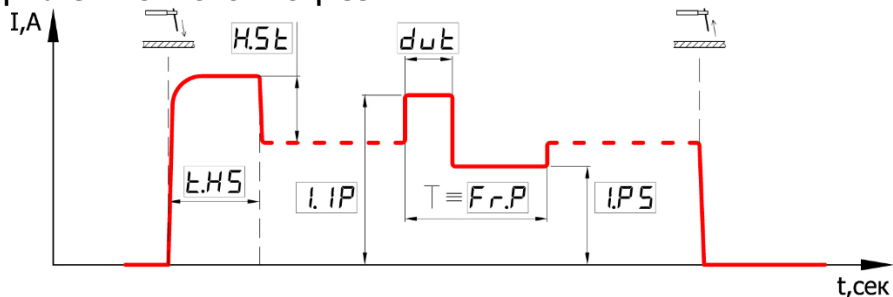 I,A
H.St
dut
t.HS
I.IP
T ≡ Fr.P
I.PS
t,сек